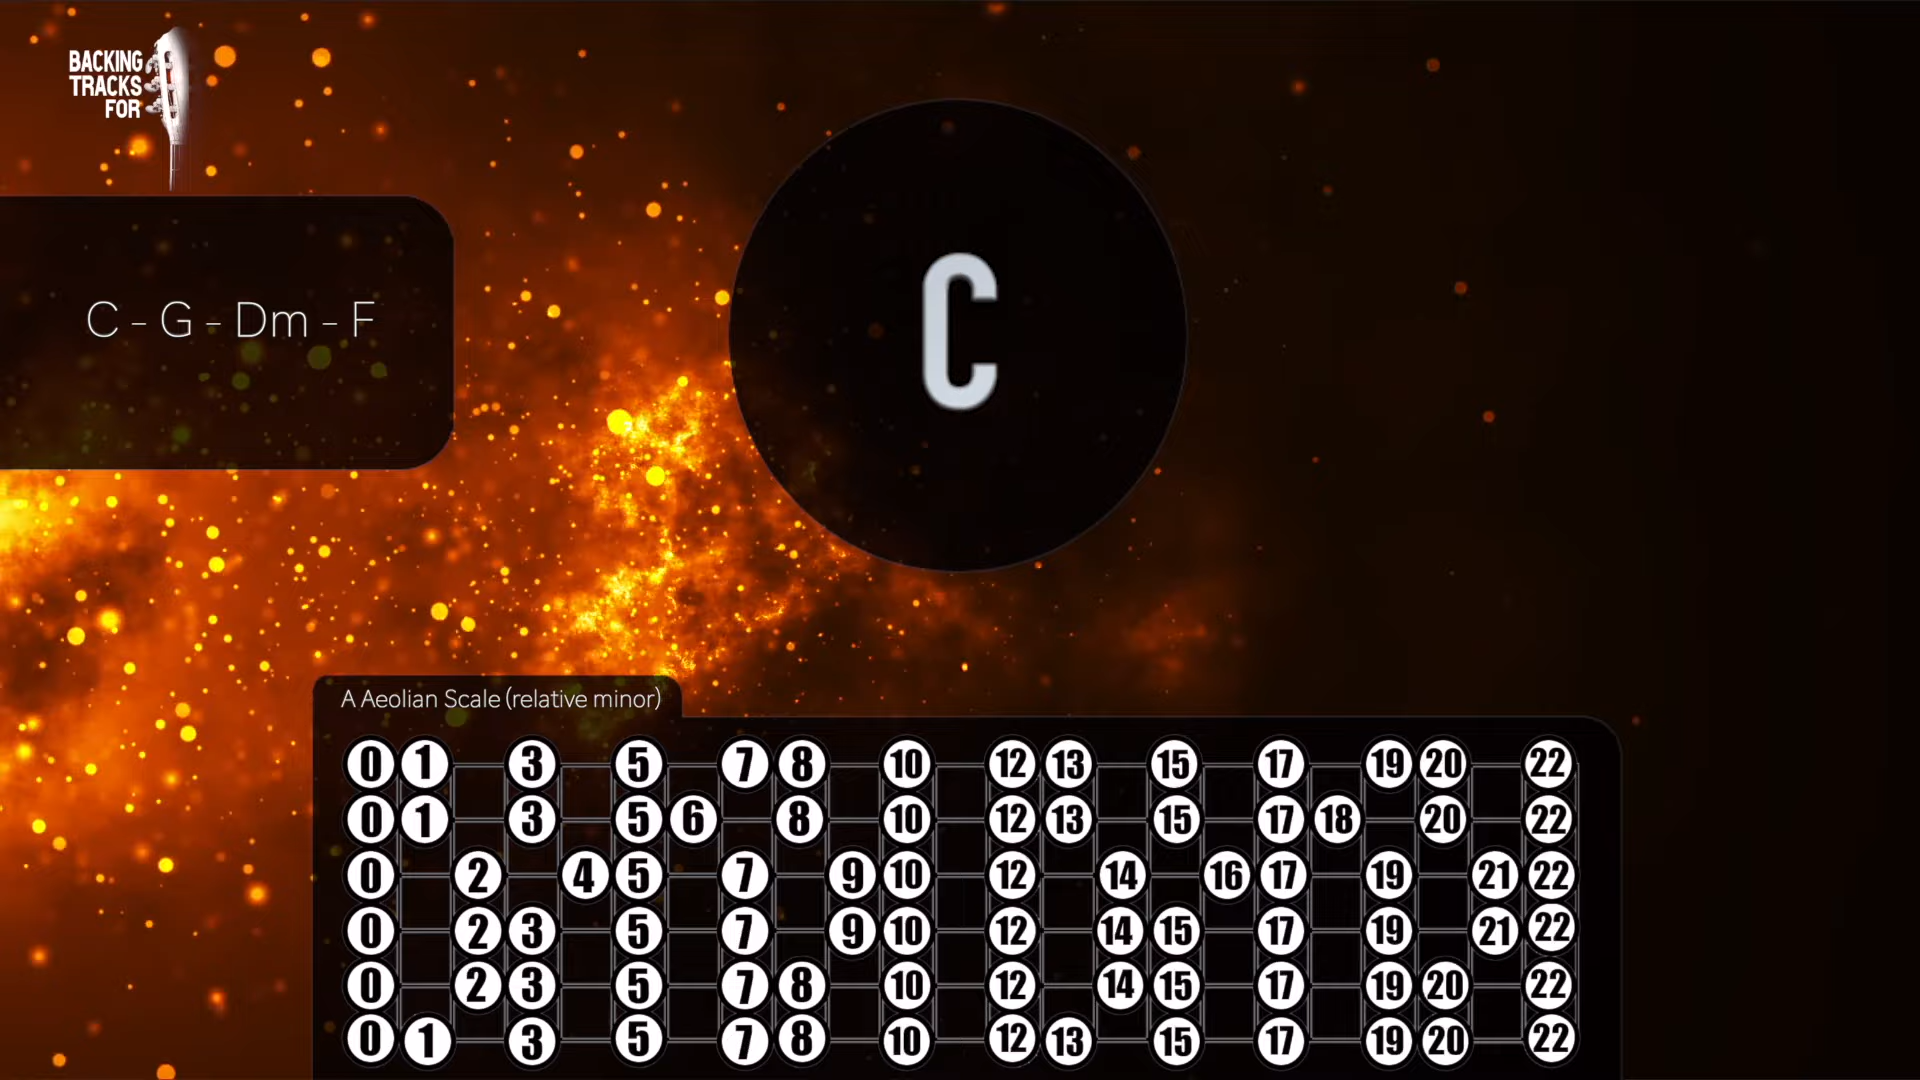 BACKING
TRACKS
FOR
C - G - Dm - F
C
A Aeolian Scale (relative minor)
0 1 3 5 7 8 10 12 13 15 17 19 20 22
0 1 3 5 6 8 10 12 13 15 17 18 20 22
0 2 4 5 7 9 10 12 14 16 17 19 21 22
0 2 3 5 7 9 10 12 14 15 17 19 21 22
0 2 3 5 7 8 10 12 14 15 17 19 20 22
0 1 3 5 7 8 10 12 13 15 17 19 20 22